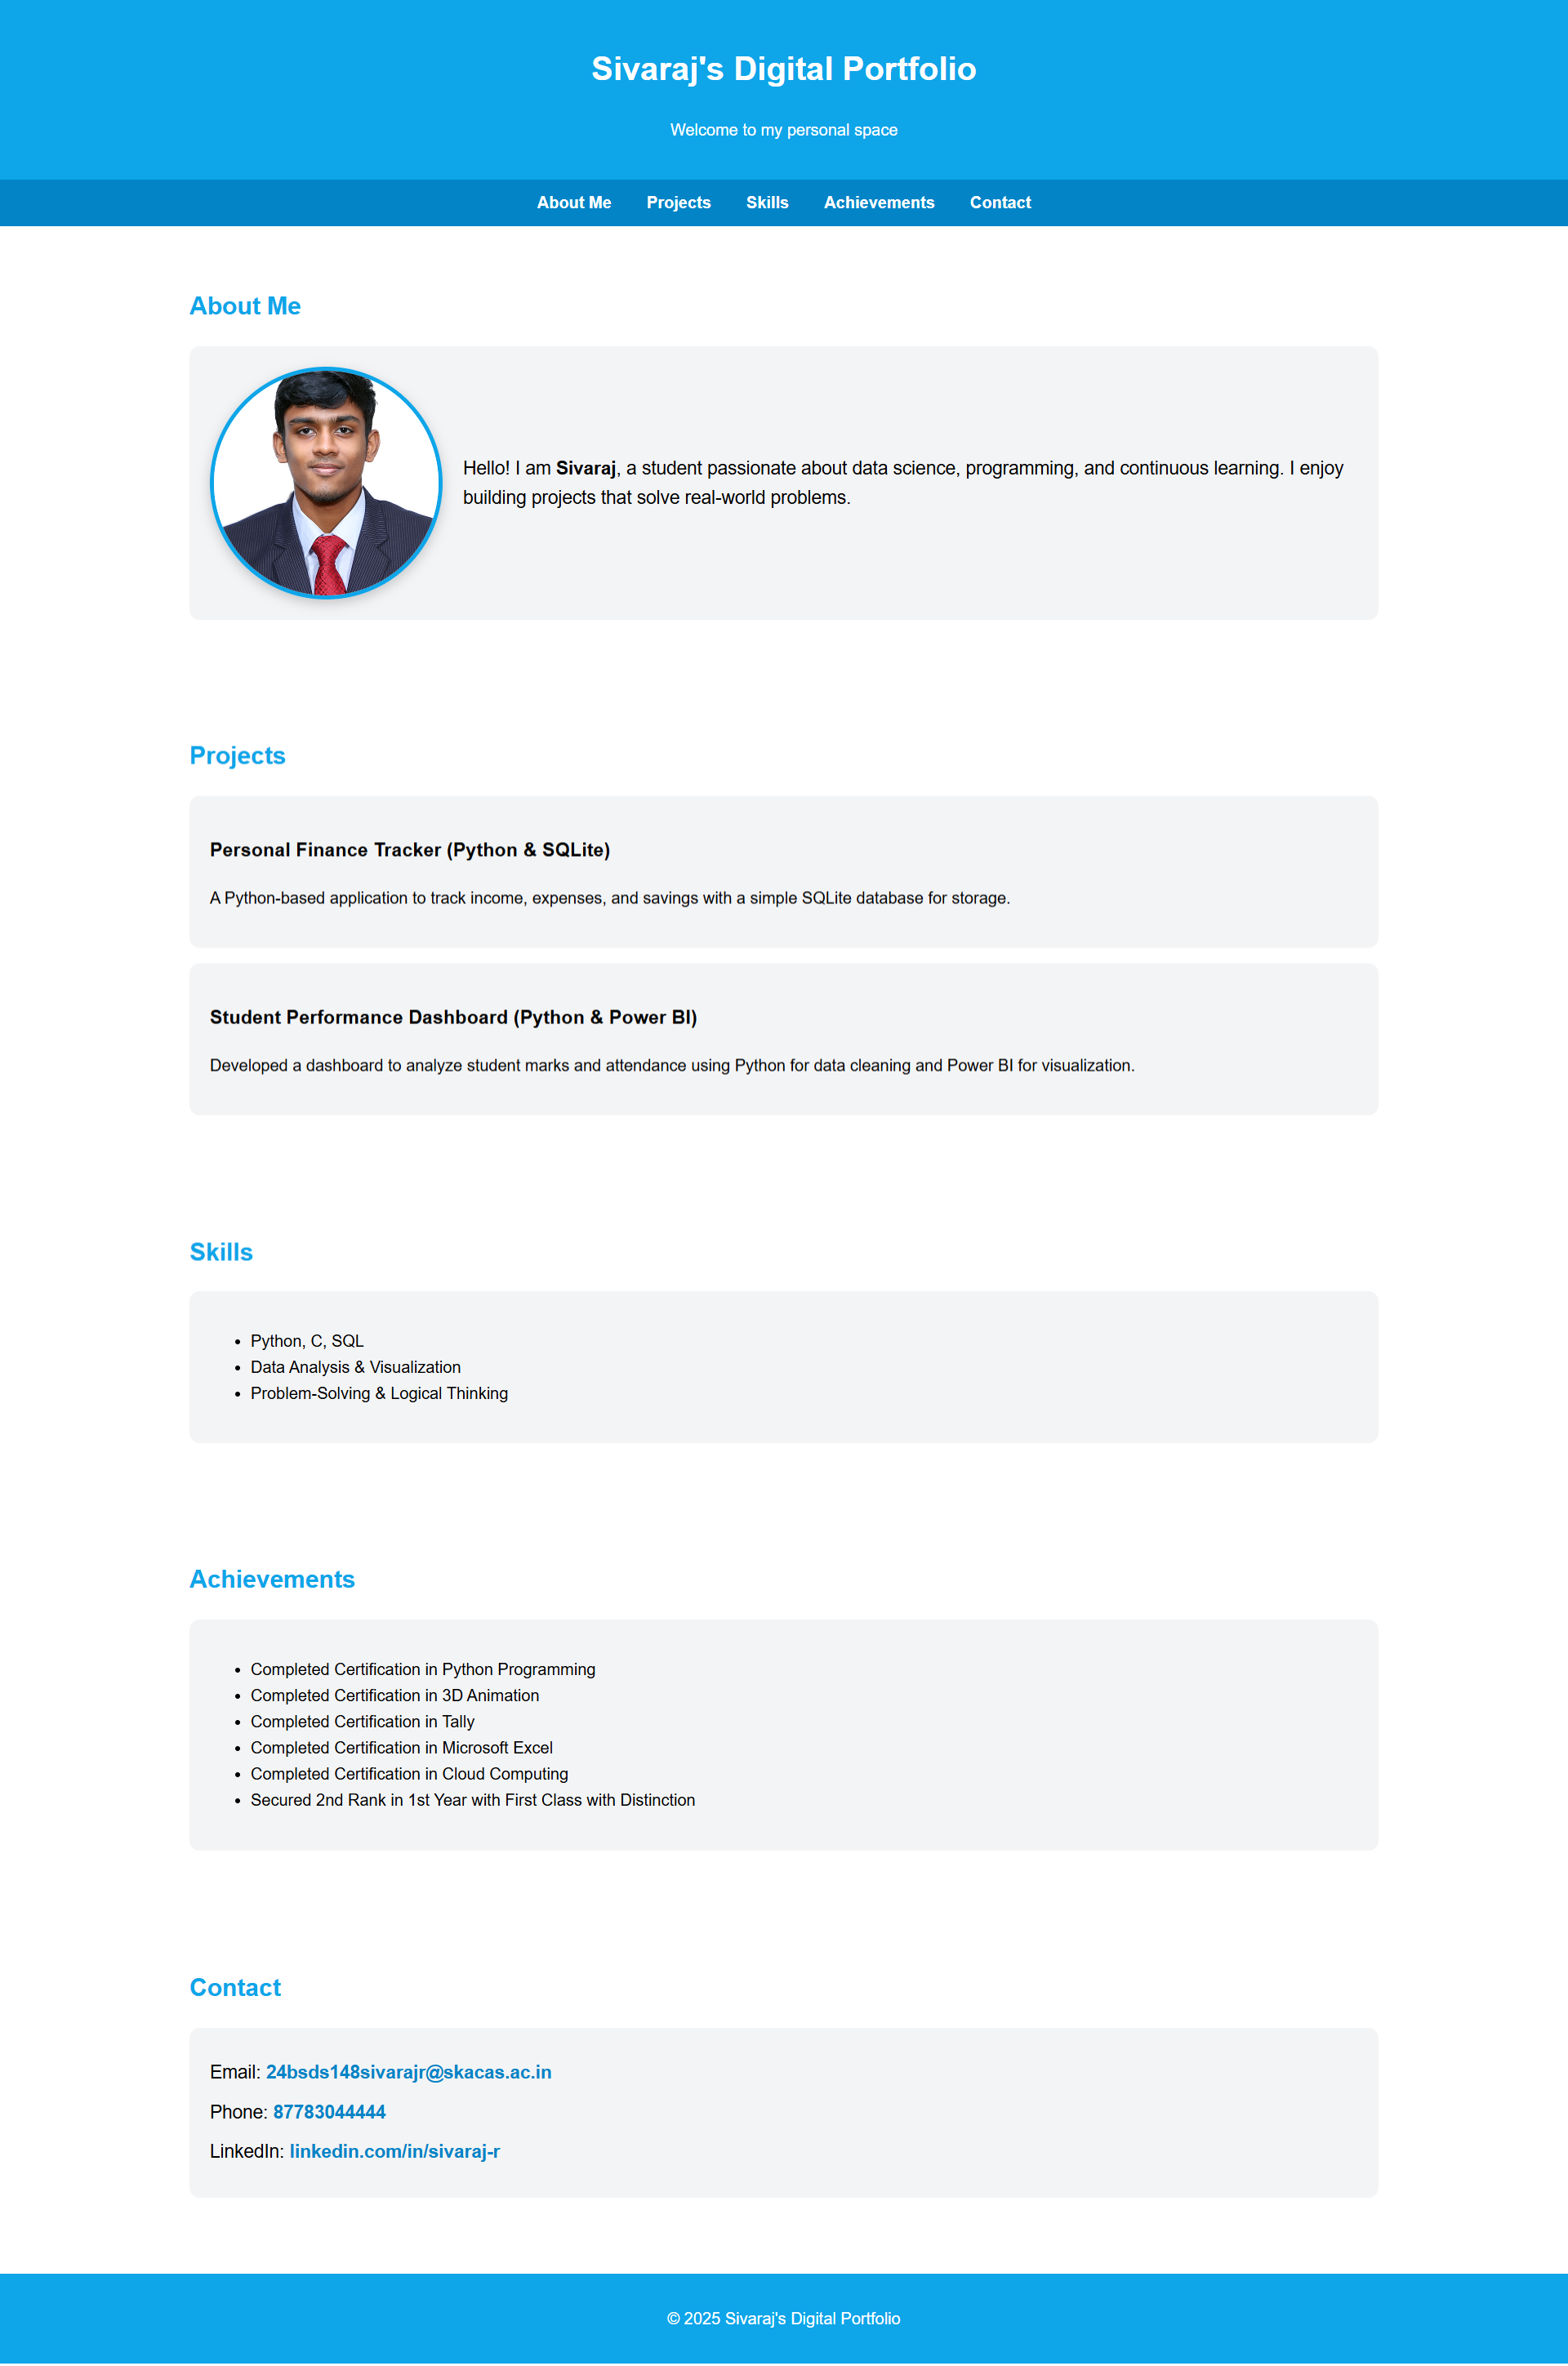 Sivaraj's Digital Portfolio
Welcome to my personal space
About Me Projects Skills Achievements Contact
About Me
Hello! I am Sivaraj, a student passionate about data science, programming, and continuous learning. I enjoy
building projects that solve real-world problems.
Projects
Personal Finance Tracker (Python & SQLite)
A Python-based application to track income, expenses, and savings with a simple SQLite database for storage.
Student Performance Dashboard (Python & Power BI)
Developed a dashboard to analyze student marks and attendance using Python for data cleaning and Power BI for visualization.
Skills
• Python, C, SQL
• Data Analysis & Visualization
• Problem-Solving & Logical Thinking
Achievements
• Completed Certification in Python Programming
• Completed Certification in 3D Animation
• Completed Certification in Tally
• Completed Certification in Microsoft Excel
• Completed Certification in Cloud Computing
• Secured 2nd Rank in 1st Year with First Class with Distinction
Contact
Email: 24bsds148sivarajr@skacas.ac.in
Phone: 87783044444
LinkedIn: linkedin.com/in/sivaraj-r
© 2025 Sivaraj's Digital Portfolio